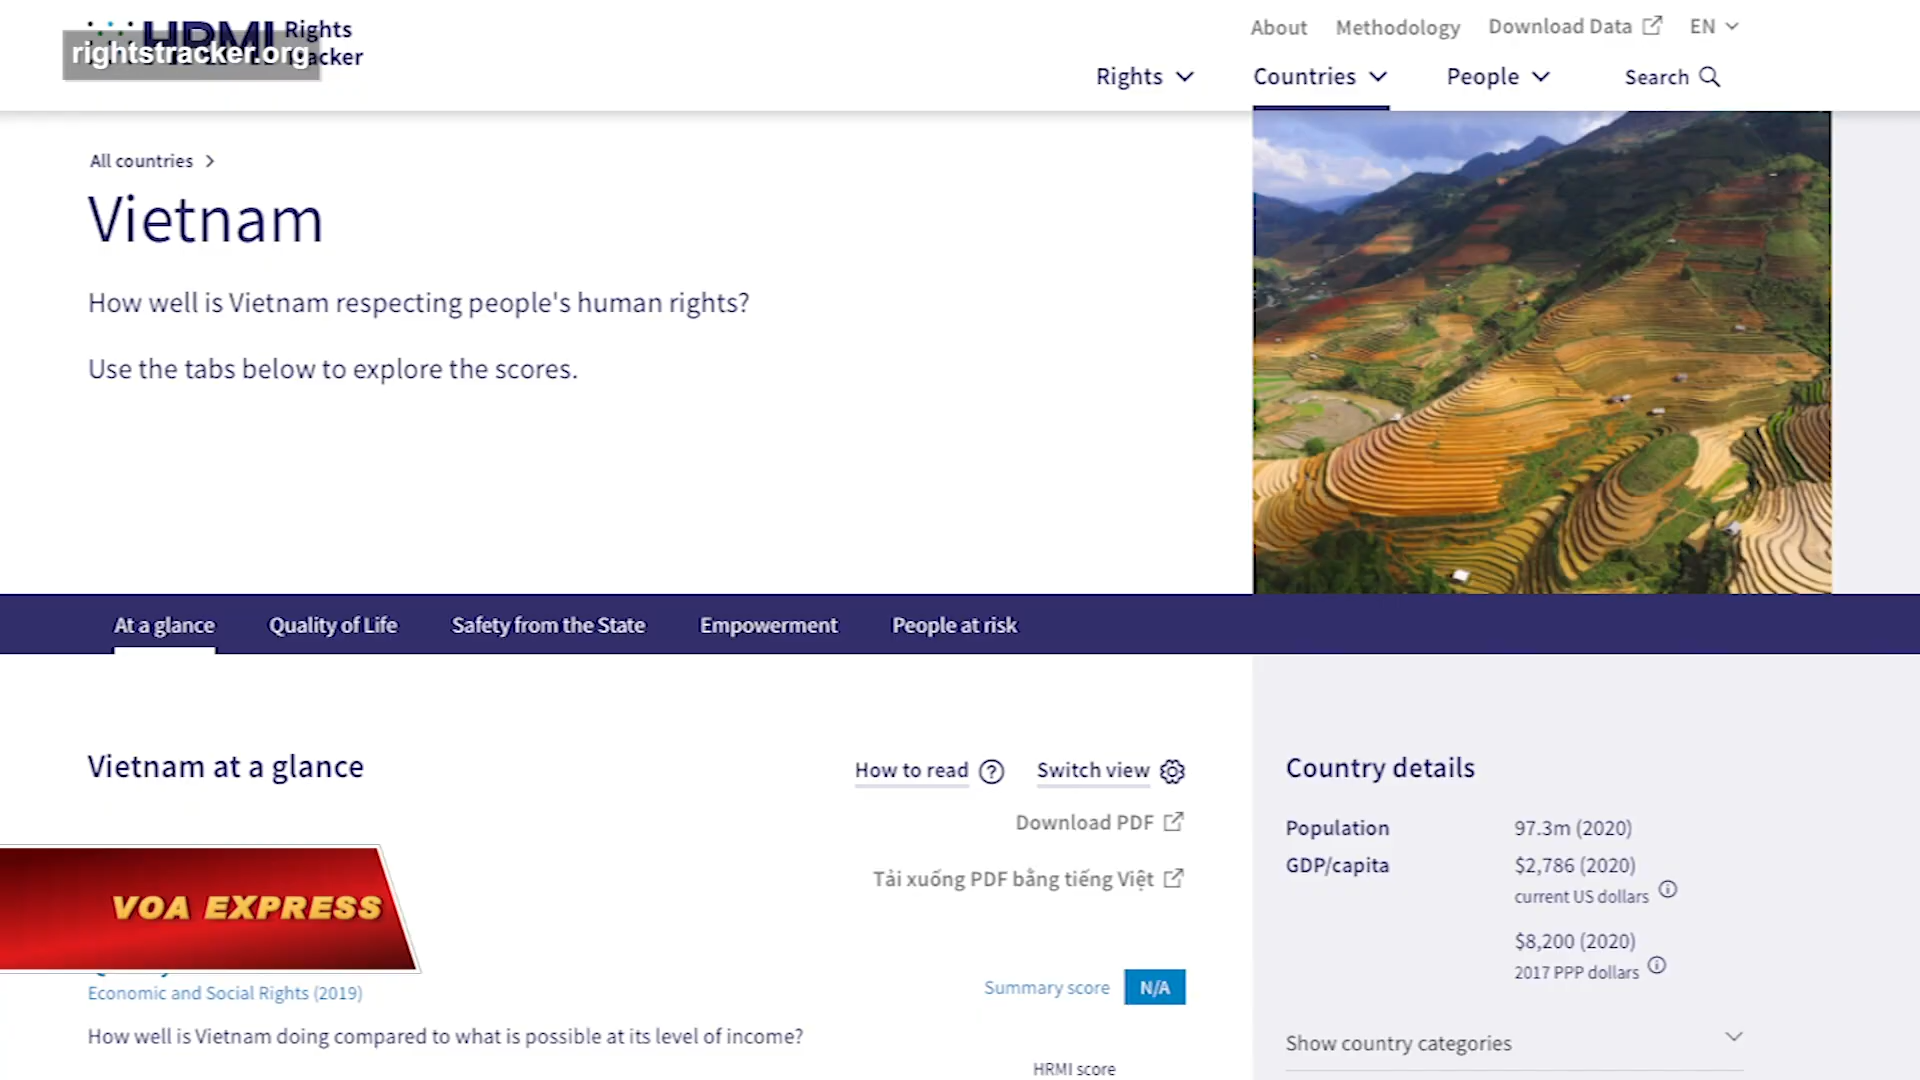 HRMI Rights
Tracker
rightstracker.org
About Methodology Download Data EN
Rights Countries People Search
All countries
Vietnam
How well is Vietnam respecting people's human rights?
Use the tabs below to explore the scores.
At a glance Quality of Life Safety from the State Empowerment People at risk
Vietnam at a glance
How to read Switch view
Download PDF
Tải xuống PDF bằng tiếng Việt
Country details
Population 97.3m (2020)
GDP/capita $2,786 (2020)
current US dollars
$8,200 (2020)
2017 PPP dollars
Show country categories
VOA EXPRESS
Economic and Social Rights (2019)
Summary score N/A
How well is Vietnam doing compared to what is possible at its level of income?
HRMI score